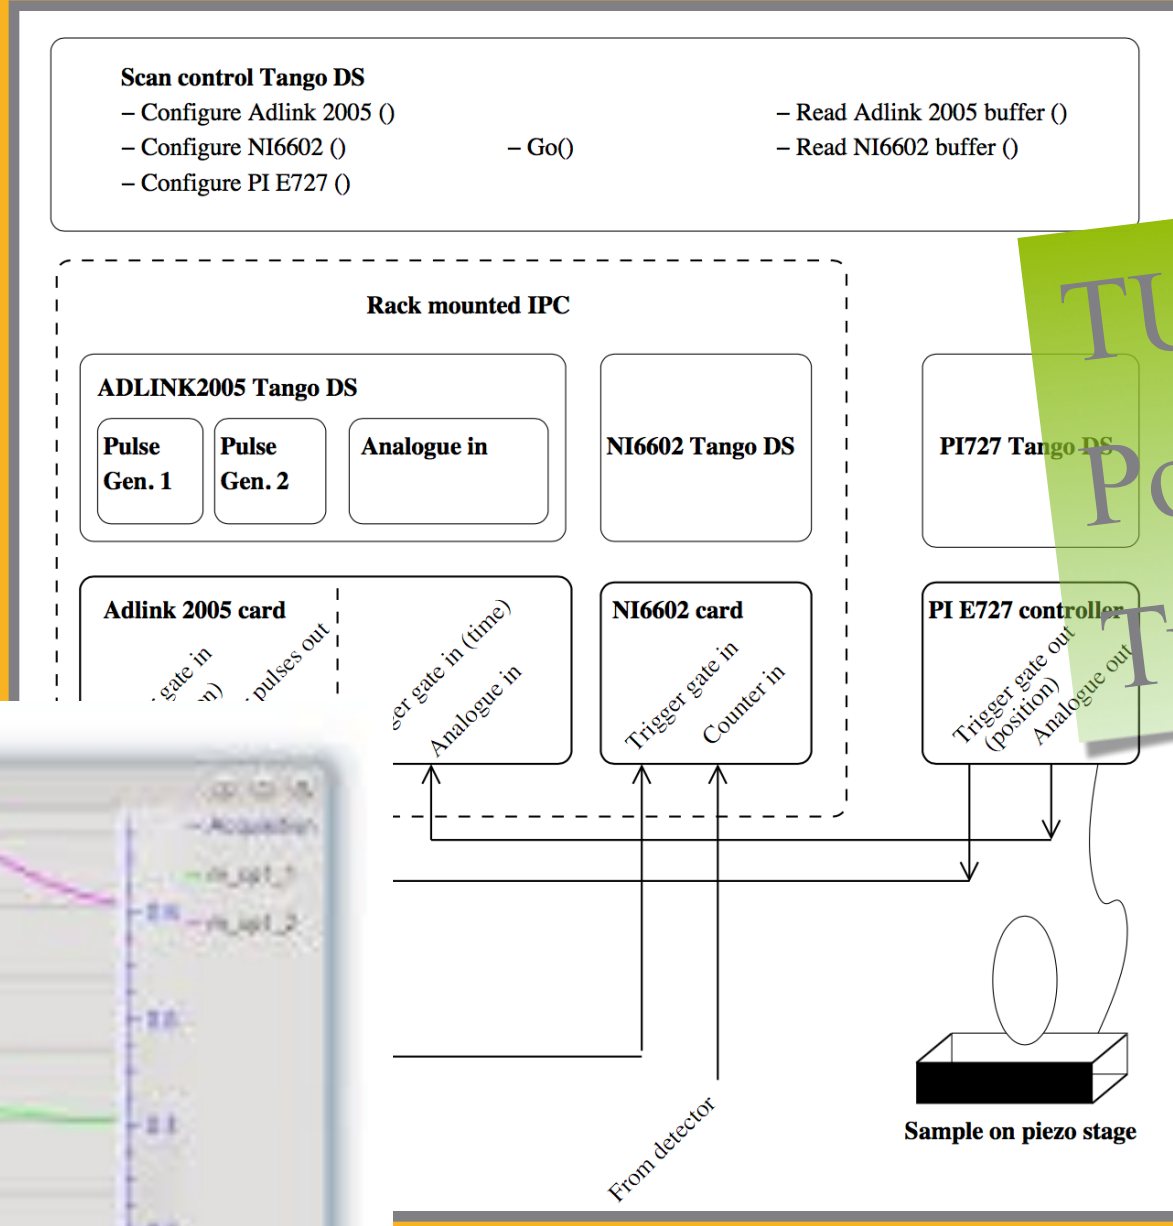 Scan control Tango DS
– Configure Adlink 2005 ()
– Configure NI6602 ()
– Configure PI E727 ()
– Go()
– Read Adlink 2005 buffer ()
– Read NI6602 buffer ()
Rack mounted IPC
ADLINK2005 Tango DS
Pulse
Gen. 1
Pulse
Gen. 2
Analogue in
NI6602 Tango DS
PI727 Tango DS
Adlink 2005 card
gate in
pulses out
gate in (time)
Analogue in
NI6602 card
Trigger gate in
Counter in
PI E727 controller
Trigger gate out
(position)
Analogue out
From detector
Sample on piezo stage